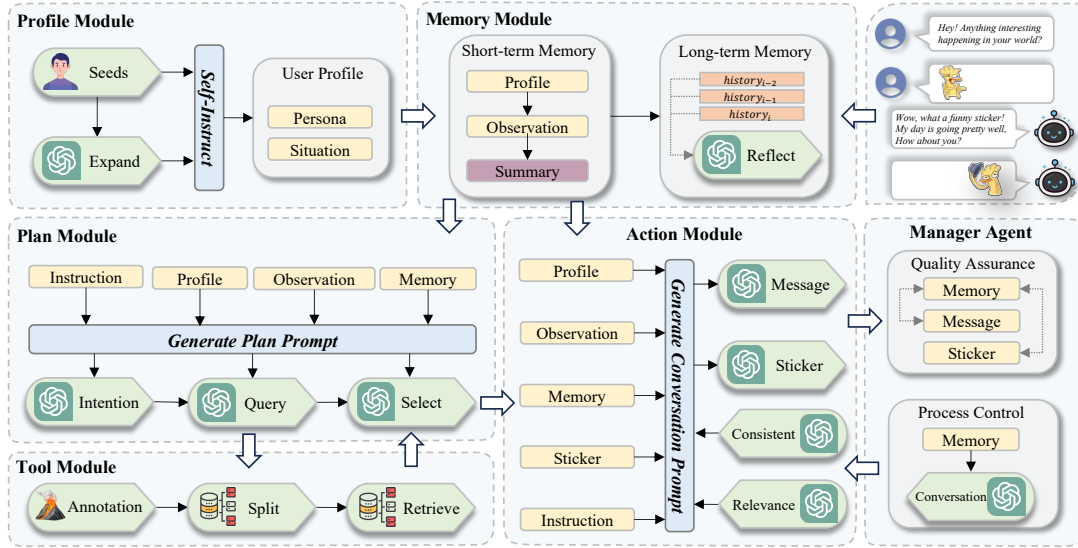 Profile Module
Seeds
Expand
Self-Instruct
User Profile
Persona
Situation
Memory Module
Short-term Memory
Profile
Observation
Summary
Long-term Memory
history_{i-2}
history_{i-1}
history_i
Reflect
Hey! Anything interesting
happening in your world?
Wow, what a funny sticker!
My day is going pretty well,
How about you?
Plan Module
Instruction
Profile
Observation
Memory
Generate Plan Prompt
Intention
Query
Select
Tool Module
Annotation
Split
Retrieve
Action Module
Profile
Observation
Memory
Sticker
Instruction
Generate Conversation Prompt
Message
Sticker
Consistent
Relevance
Manager Agent
Quality Assurance
Memory
Message
Sticker
Process Control
Memory
Conversation